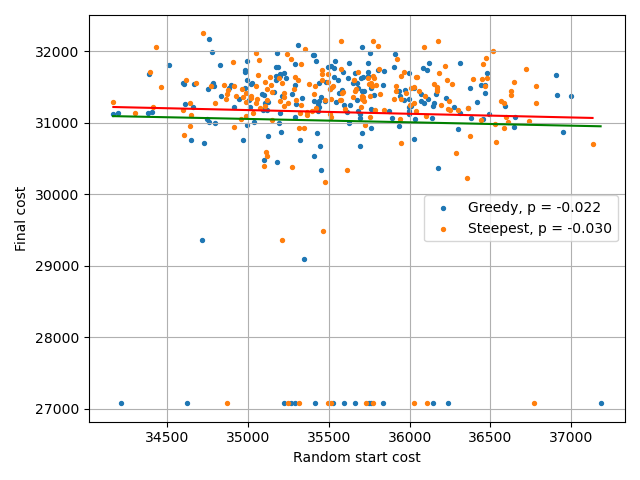 32000
31000
30000
29000
28000
27000
Final cost
Greedy, p = -0.022
Steepest, p = -0.030
34500 35000 35500 36000 36500 37000
Random start cost